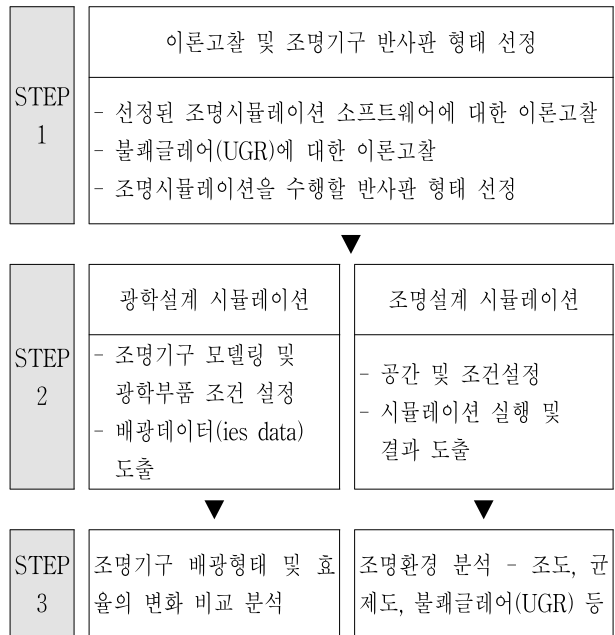 STEP
1
이론고찰 및 조명기구 반사판 형태 선정
- 선정된 조명시뮬레이션 소프트웨어에 대한 이론고찰
- 불쾌글레어(UGR)에 대한 이론고찰
- 조명시뮬레이션을 수행할 반사판 형태 선정
▼
STEP
2
광학설계 시뮬레이션
- 조명기구 모델링 및
광학부품 조건 설정
- 배광데이터(ies data)
도출
조명설계 시뮬레이션
- 공간 및 조건설정
- 시뮬레이션 실행 및
결과 도출
▼
▼
STEP
3
조명기구 배광형태 및 효
율의 변화 비교 분석
조명환경 분석 - 조도, 균
제도, 불쾌글레어(UGR) 등